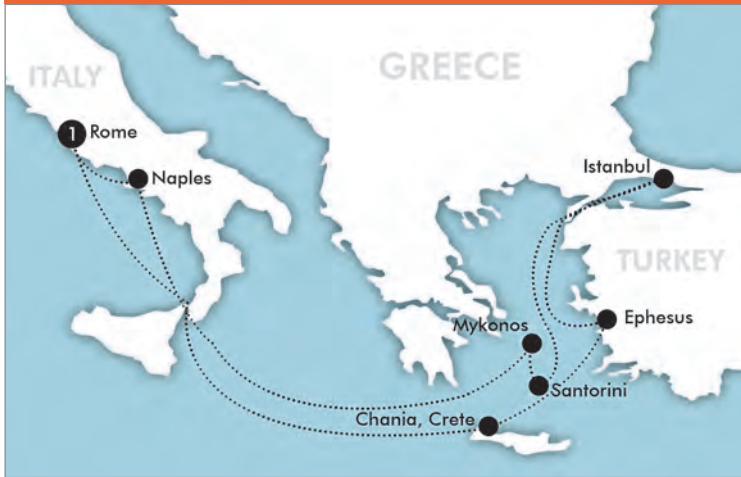 ITALY
GREECE
1 Rome
Naples
Istanbul
TURKEY
Ephesus
Mykonos
Santorini
Chania, Crete